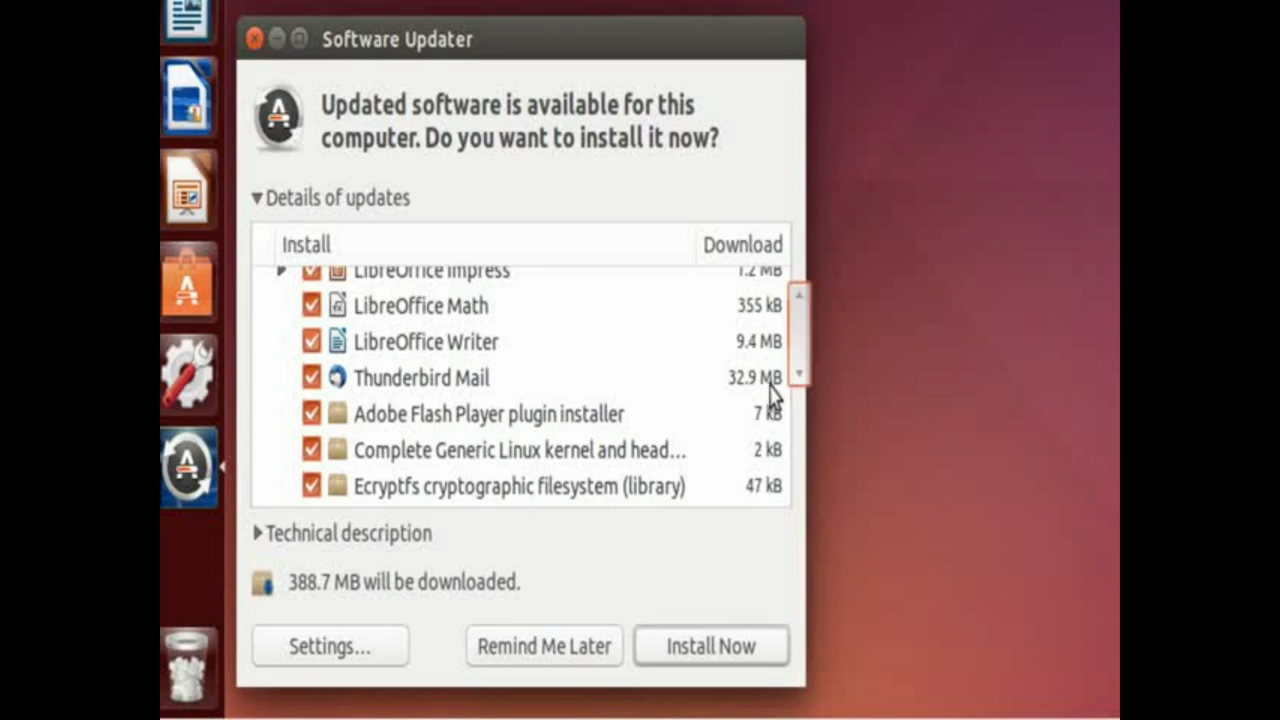 Software Updater
Updated software is available for this
computer. Do you want to install it now?
Details of updates
Install Download
LibreOffice Impress 1.2 MB
LibreOffice Math 355 kB
LibreOffice Writer 9.4 MB
Thunderbird Mail 32.9 MB
Adobe Flash Player plugin installer 7 kB
Complete Generic Linux kernel and head... 2 kB
Ecryptfs cryptographic filesystem (library) 47 kB
Technical description
388.7 MB will be downloaded.
Settings... Remind Me Later Install Now